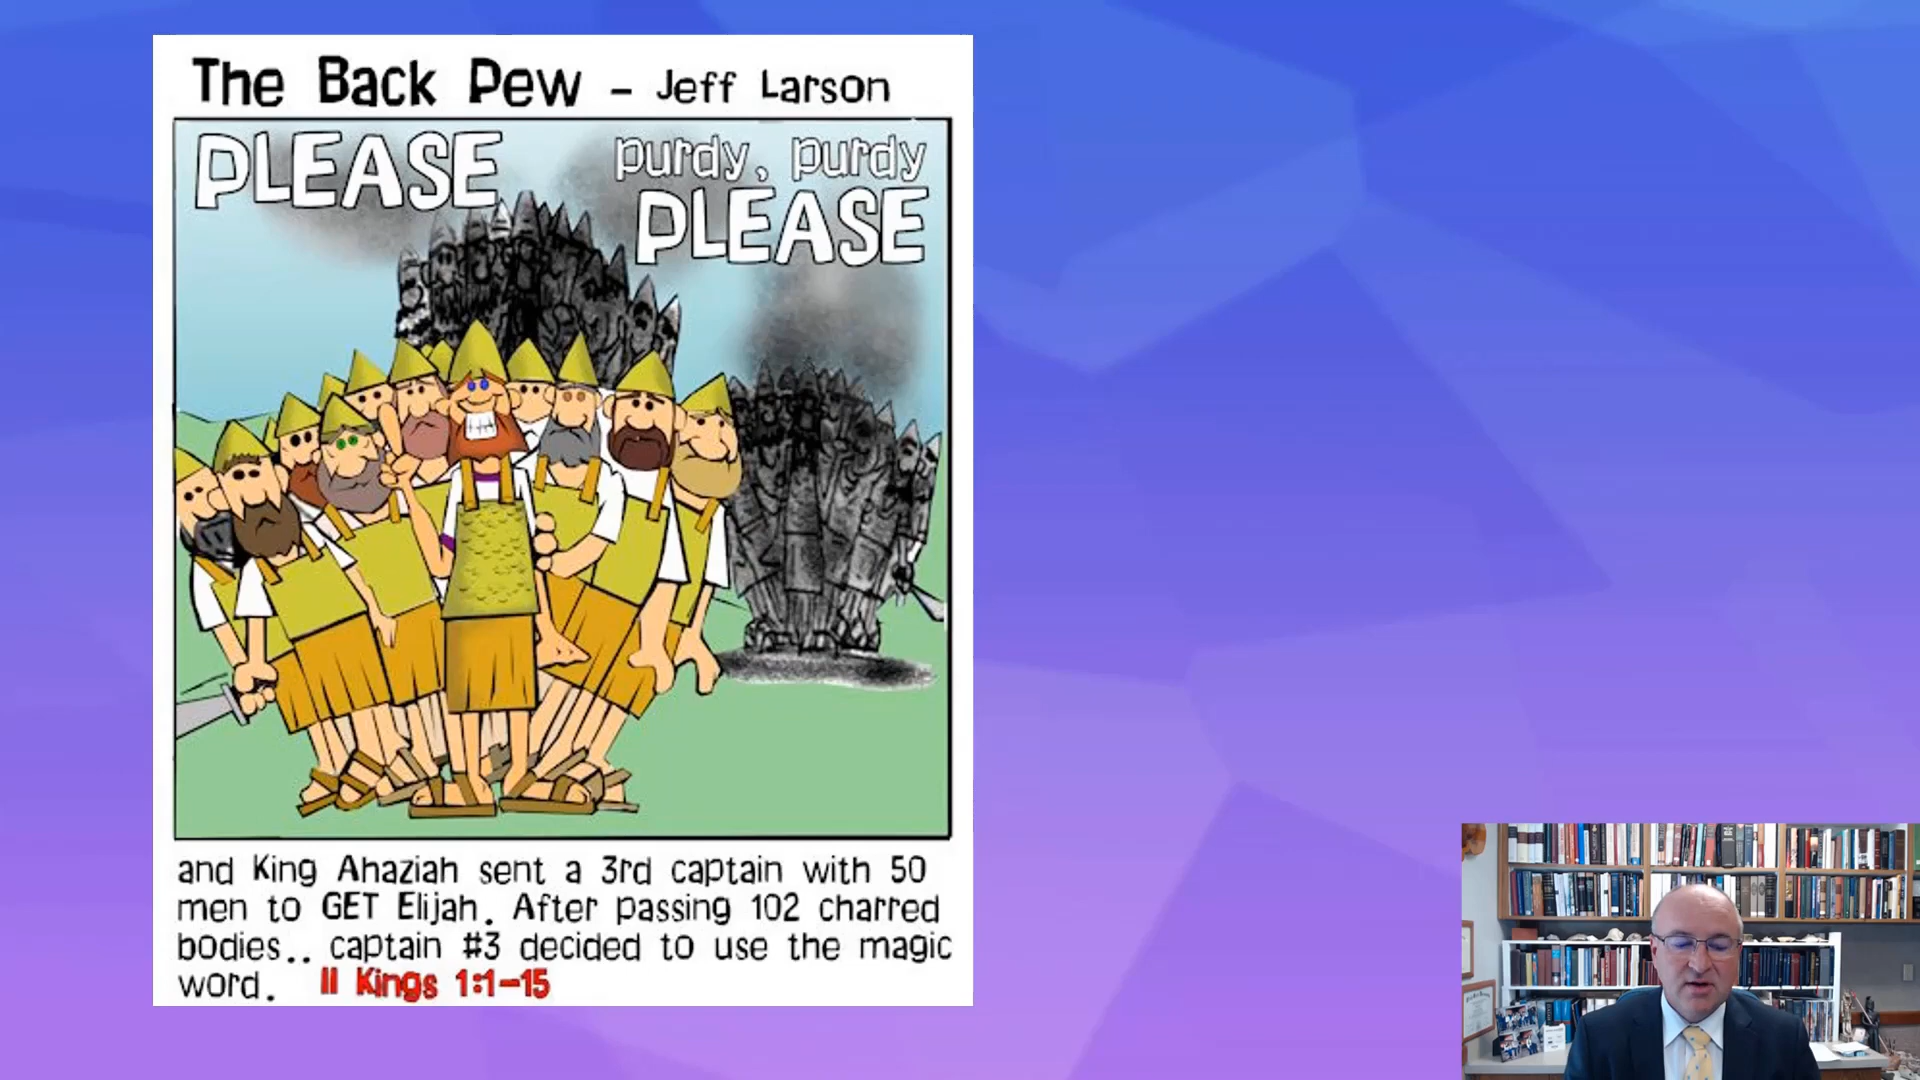 The Back Pew - Jeff Larson
PLEASE
purdy, purdy
PLEASE
and King Ahaziah sent a 3rd captain with 50
men to GET Elijah. After passing 102 charred
bodies.. captain #3 decided to use the magic
word. II Kings 1:1-15